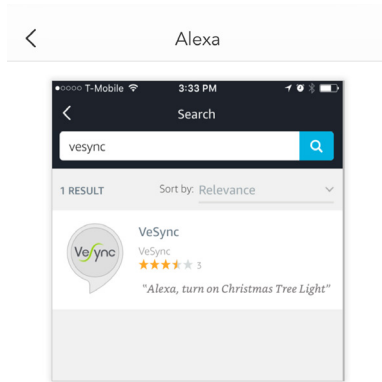 Alexa
T-Mobile 3:33 PM
Search
vesync
1 RESULT Sort by: Relevance
VeSync
VeSync
VeSync
3
"Alexa, turn on Christmas Tree Light"